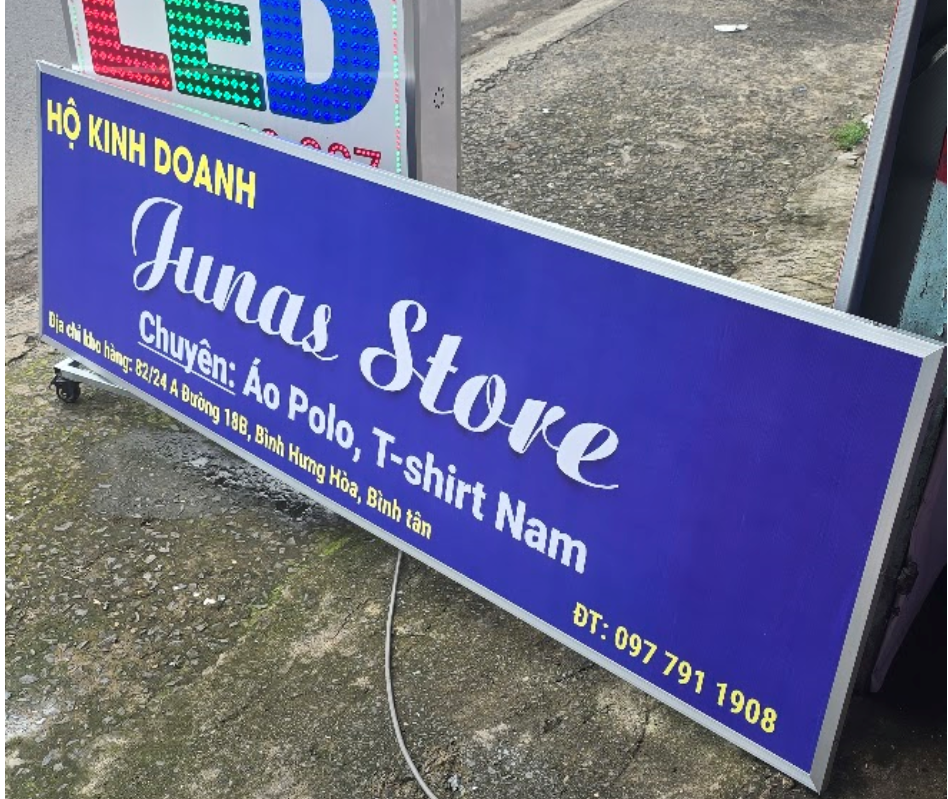 LED
HỘ KINH DOANH
Junas Store
Chuyên: Áo Polo, T-shirt Nam
Địa chỉ kho hàng: 82/24 A Đường 18B, Bình Hưng Hòa, Bình tân
ĐT: 097 791 1908